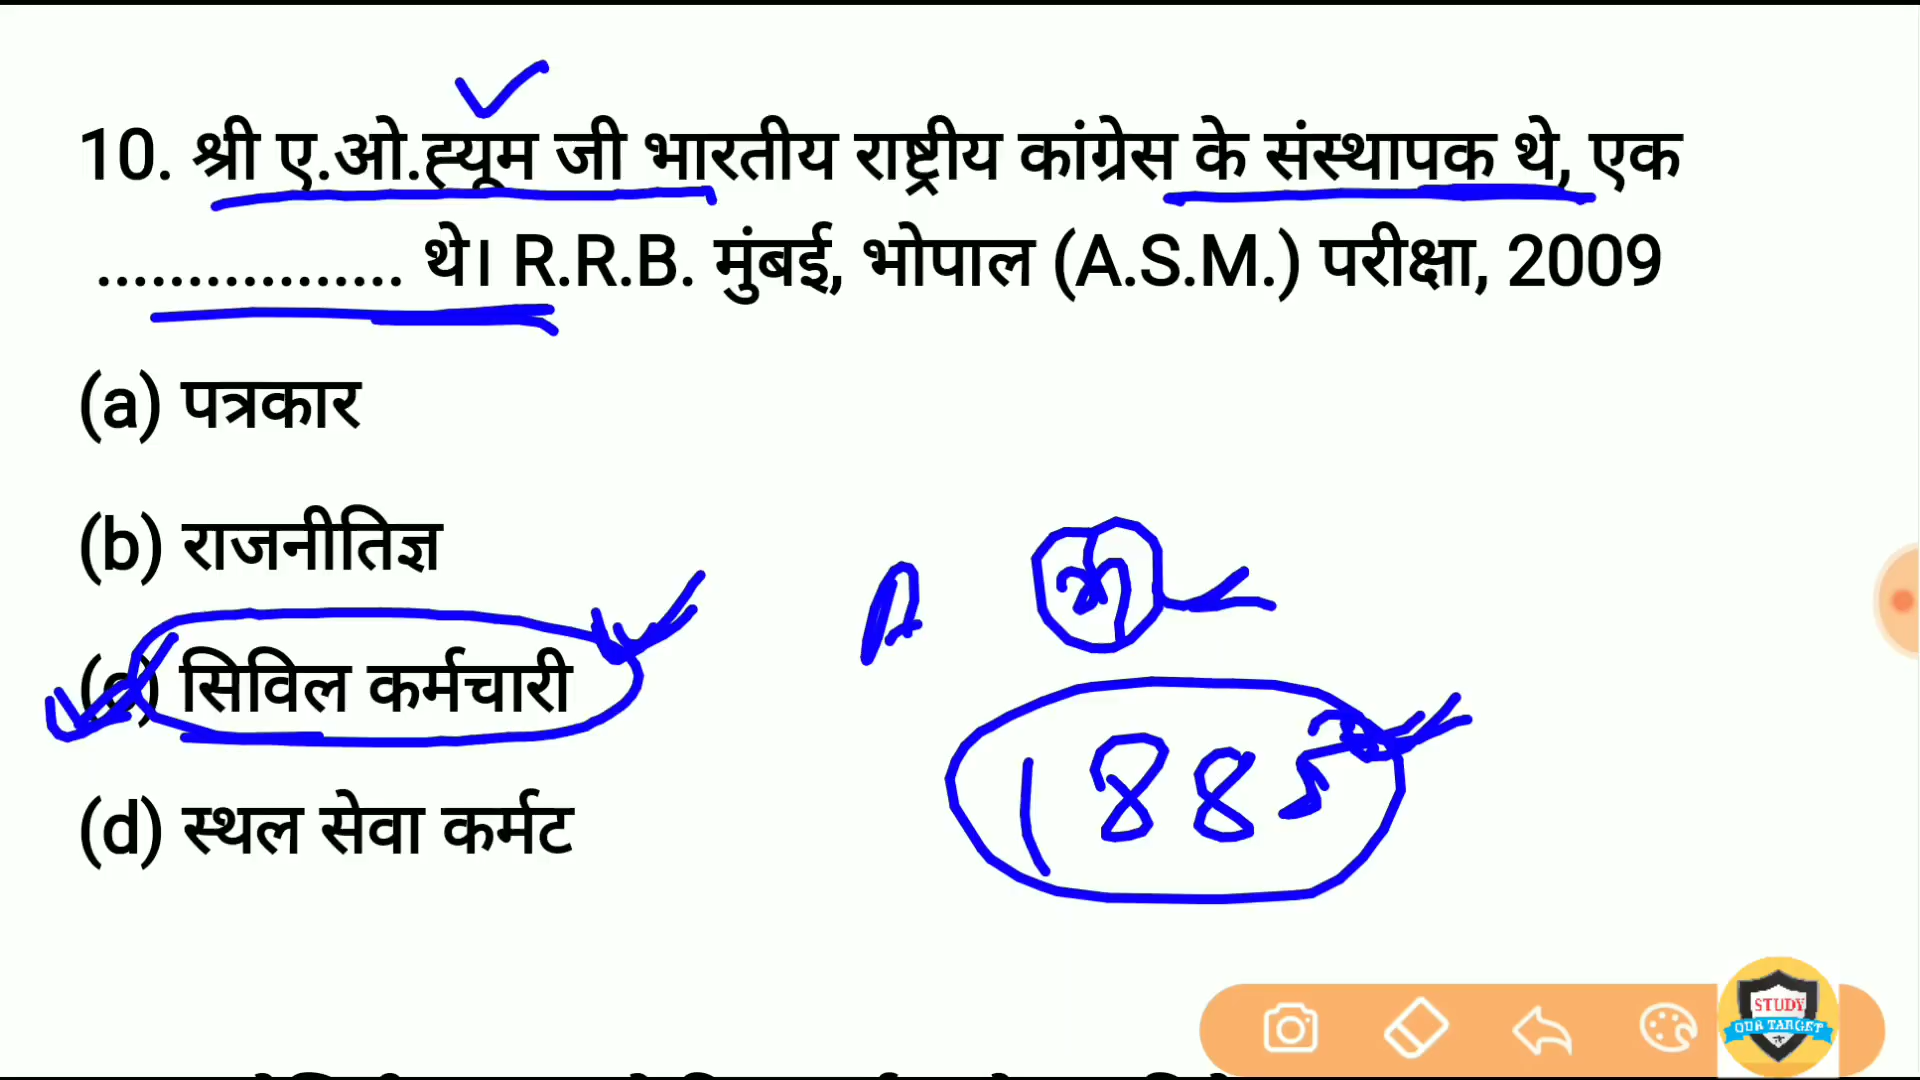 10. श्री ए.ओ.ह्यूम जी भारतीय राष्ट्रीय कांग्रेस के संस्थापक थे, एक
................. थे। R.R.B. मुंबई, भोपाल (A.S.M.) परीक्षा, 2009
(a) पत्रकार
(b) राजनीतिज्ञ
(c) सिविल कर्मचारी
(d) स्थल सेवा कर्मट
1885
STUDY
OUR TARGET